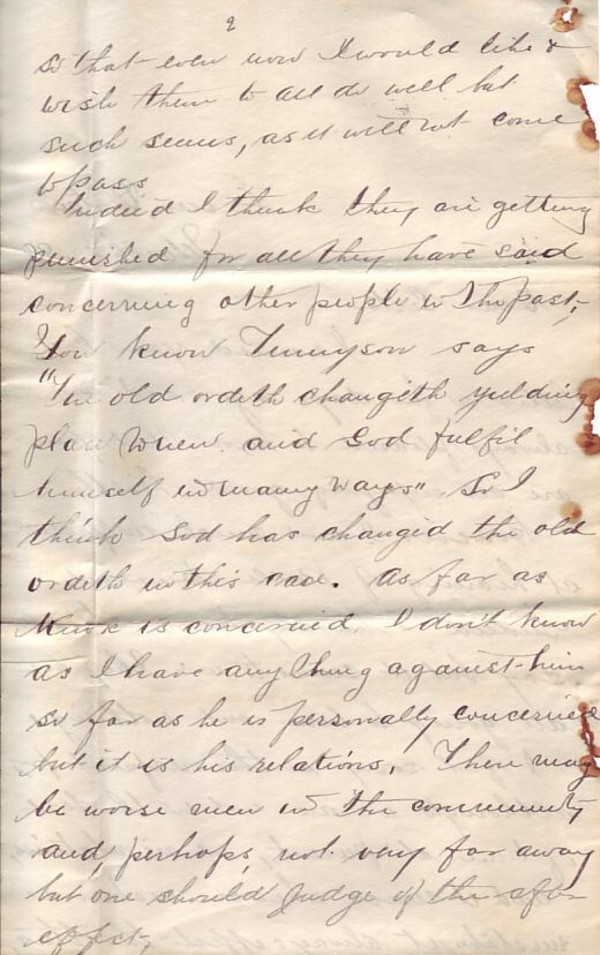 2
so that even now I would like &
wish them to all do well but
such seems, as it will not come
to pass
Indeed I think they are getting
punished for all they have said
concerning other people in the past,
You know Tennyson says
"The old ordeth changeth yielding
place when and God fulfil
himself in many ways" So I
think God has changed the old
ordeth in this case. As far as
is concerned, I don't know
as I have anything against him
so far as he is personally concerned
but it is his relations. There may
be worse men in the community
and, perhaps, not very far away
but one should judge of the after
effect,